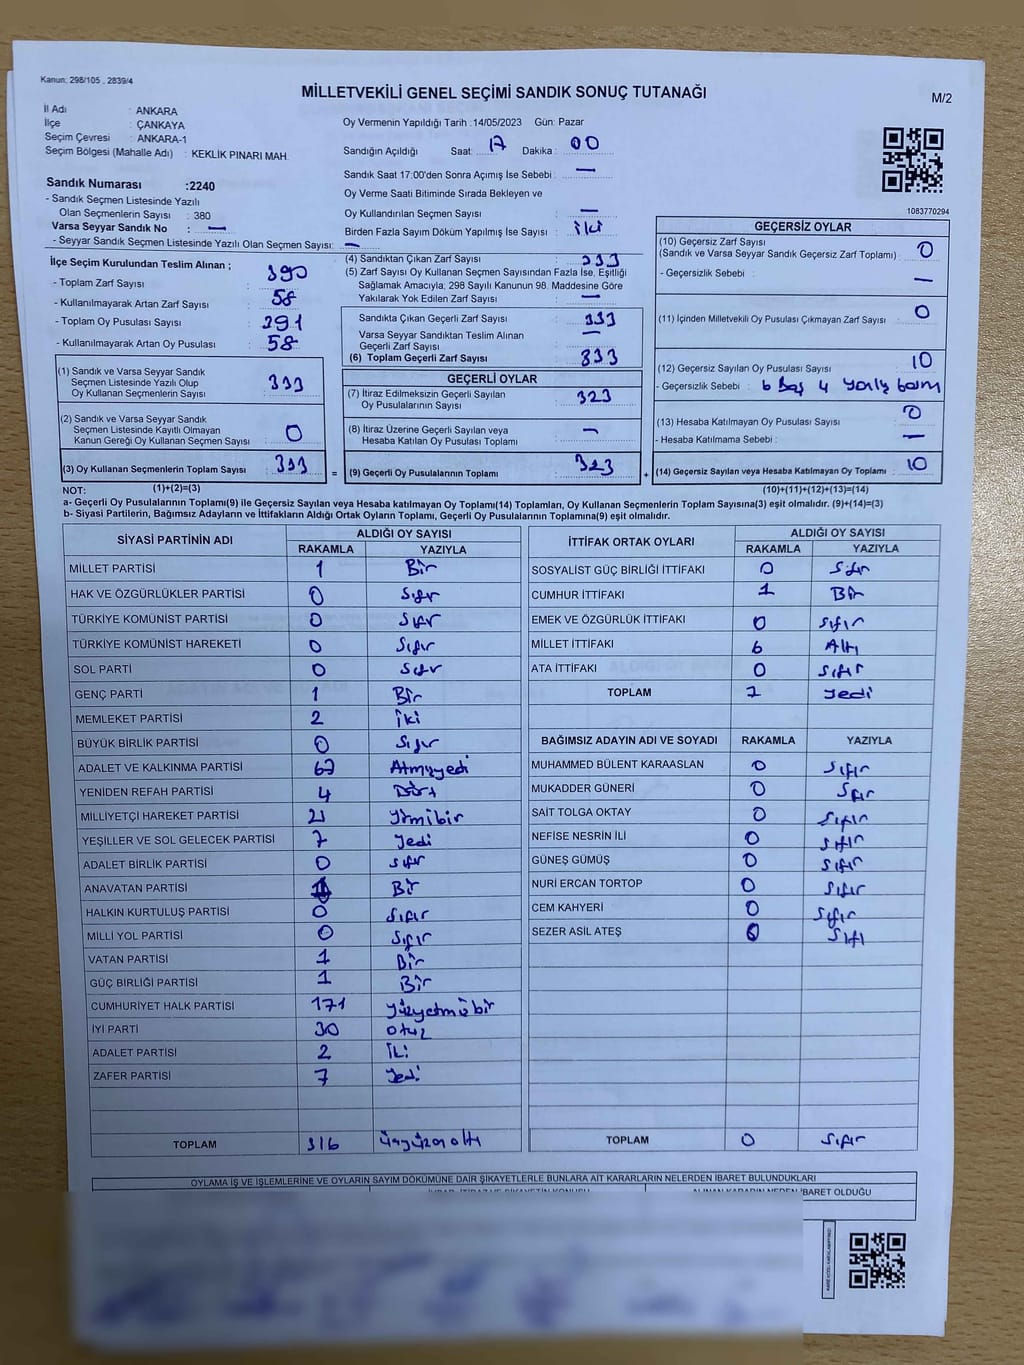 Kanun: 298/105 , 2839/4
MİLLETVEKİLİ GENEL SEÇİMİ SANDIK SONUÇ TUTANAĞI
M/2
İl Adı : ANKARA
İlçe : ÇANKAYA
Seçim Çevresi : ANKARA-1
Seçim Bölgesi (Mahalle Adı) : KEKLİK PINARI MAH.
Sandık Numarası :2240
- Sandık Seçmen Listesinde Yazılı
Olan Seçmenlerin Sayısı : 380
Varsa Seyyar Sandık No : —
- Seyyar Sandık Seçmen Listesinde Yazılı Olan Seçmen Sayısı: —
Oy Vermenin Yapıldığı Tarih :14/05/2023 Gün: Pazar
Sandığın Açıldığı Saat: 17 Dakika : 00
Sandık Saat 17:00'den Sonra Açımış İse Sebebi : —
Oy Verme Saati Bitiminde Sırada Bekleyen ve
Oy Kullandırılan Seçmen Sayısı : —
Birden Fazla Sayım Döküm Yapılmış İse Sayısı : iki
1083770294
İlçe Seçim Kurulundan Teslim Alınan ;
- Toplam Zarf Sayısı : 390
- Kullanılmayarak Artan Zarf Sayısı : 58
- Toplam Oy Pusulası Sayısı : 391
- Kullanılmayarak Artan Oy Pusulası : 58
(4) Sandıktan Çıkan Zarf Sayısı : 333
(5) Zarf Sayısı Oy Kullanan Seçmen Sayısından Fazla İse, Eşitliği
Sağlamak Amacıyla; 298 Sayılı Kanunun 98. Maddesine Göre
Yakılarak Yok Edilen Zarf Sayısı : —
Sandıkta Çıkan Geçerli Zarf Sayısı : 333
Varsa Seyyar Sandıktan Teslim Alınan
Geçerli Zarf Sayısı : —
(6) Toplam Geçerli Zarf Sayısı : 333
GEÇERSİZ OYLAR
(10) Geçersiz Zarf Sayısı
(Sandık ve Varsa Seyyar Sandık Geçersiz Zarf Toplamı) : 0
- Geçersizlik Sebebi : —
(11) İçinden Milletvekili Oy Pusulası Çıkmayan Zarf Sayısı : 0
(12) Geçersiz Sayılan Oy Pusulası Sayısı : 10
- Geçersizlik Sebebi : 6 Boş 4
(13) Hesaba Katılmayan Oy Pusulası Sayısı : 0
- Hesaba Katılmama Sebebi : —
(14) Geçersiz Sayılan veya Hesaba Katılmayan Oy Toplamı : 10
(10)+(11)+(12)+(13)=(14)
(1) Sandık ve Varsa Seyyar Sandık
Seçmen Listesinde Yazılı Olup
Oy Kullanan Seçmenlerin Sayısı : 333
(2) Sandık ve Varsa Seyyar Sandık
Seçmen Listesinde Kayıtlı Olmayan
Kanun Gereği Oy Kullanan Seçmen Sayısı : 0
(3) Oy Kullanan Seçmenlerin Toplam Sayısı : 333
(1)+(2)=(3)
GEÇERLİ OYLAR
(7) İtiraz Edilmeksizin Geçerli Sayılan
Oy Pusulalarının Sayısı : 323
(8) İtiraz Üzerine Geçerli Sayılan veya
Hesaba Katılan Oy Pusulası Toplamı : —
= (9) Geçerli Oy Pusulalarının Toplamı : 323 +
NOT:
a- Geçerli Oy Pusulalarının Toplamı(9) ile Geçersiz Sayılan veya Hesaba katılmayan Oy Toplamı(14) Toplamları, Oy Kullanan Seçmenlerin Toplam Sayısına(3) eşit olmalıdır. (9)+(14)=(3)
b- Siyasi Partilerin, Bağımsız Adayların ve İttifakların Aldığı Ortak Oyların Toplamı, Geçerli Oy Pusulalarının Toplamına(9) eşit olmalıdır.
SİYASİ PARTİNİN ADI ALDIĞI OY SAYISI
RAKAMLA YAZIYLA
MİLLET PARTİSİ 1 Bir
HAK VE ÖZGÜRLÜKLER PARTİSİ 0 Sıfır
TÜRKİYE KOMÜNİST PARTİSİ 0 Sıfır
TÜRKİYE KOMÜNİST HAREKETİ 0 Sıfır
SOL PARTİ 0 Sıfır
GENÇ PARTİ 1 Bir
MEMLEKET PARTİSİ 2 iki
BÜYÜK BİRLİK PARTİSİ 0 Sıfır
ADALET VE KALKINMA PARTİSİ 67 Atmışyedi
YENİDEN REFAH PARTİSİ 4 Dört
MİLLİYETÇİ HAREKET PARTİSİ 21 Yirmibir
YEŞİLLER VE SOL GELECEK PARTİSİ 7 Yedi
ADALET BİRLİK PARTİSİ 0 Sıfır
ANAVATAN PARTİSİ 1 Bir
HALKIN KURTULUŞ PARTİSİ 0 Sıfır
MİLLİ YOL PARTİSİ 0 Sıfır
VATAN PARTİSİ 1 Bir
GÜÇ BİRLİĞİ PARTİSİ 1 Bir
CUMHURİYET HALK PARTİSİ 171 Yüzyetmişbir
İYİ PARTİ 30 otuz
ADALET PARTİSİ 2 İki
ZAFER PARTİSİ 7 Yedi
TOPLAM 316 üçyüzonaltı
İTTİFAK ORTAK OYLARI ALDIĞI OY SAYISI
RAKAMLA YAZIYLA
SOSYALİST GÜÇ BİRLİĞİ İTTİFAKI 0 Sıfır
CUMHUR İTTİFAKI 1 Bir
EMEK VE ÖZGÜRLÜK İTTİFAKI 0 Sıfır
MİLLET İTTİFAKI 6 Altı
ATA İTTİFAKI 0 Sıfır
TOPLAM 7 Yedi
BAĞIMSIZ ADAYIN ADI VE SOYADI RAKAMLA YAZIYLA
MUHAMMED BÜLENT KARAASLAN 0 Sıfır
MUKADDER GÜNERİ 0 Sıfır
SAİT TOLGA OKTAY 0 Sıfır
NEFİSE NESRİN İLİ 0 Sıfır
GÜNEŞ GÜMÜŞ 0 Sıfır
NURİ ERCAN TORTOP 0 Sıfır
CEM KAHYERİ 0 Sıfır
SEZER ASİL ATEŞ 0 Sıfı
TOPLAM 0 Sıfır
OYLAMA İŞ VE İŞLEMLERİNE VE OYLARIN SAYIM DÖKÜMÜNE DAİR ŞİKAYETLERLE BUNLARA AİT KARARLARIN NELERDEN İBARET BULUNDUKLARI
ALINAN KARARIN NEDEN İBARET OLDUĞU